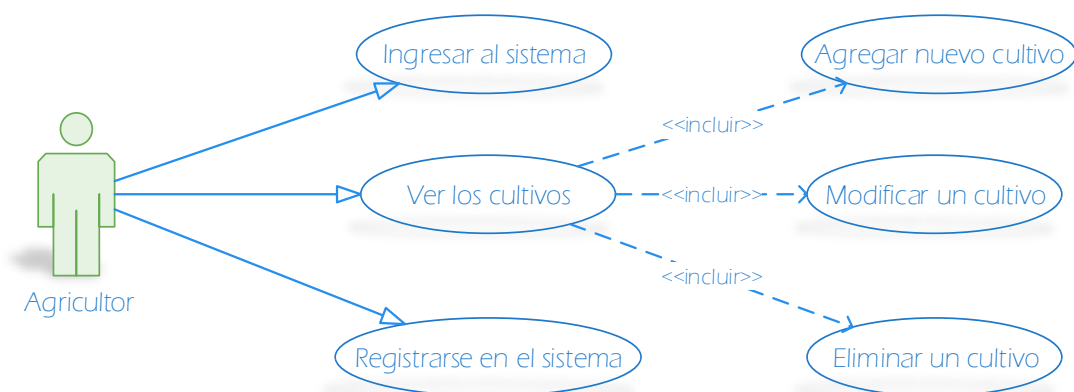 Ingresar al sistema
Agregar nuevo cultivo
<<incluir>>
Ver los cultivos
<<incluir>>
Modificar un cultivo
<<incluir>>
Agricultor
Registrarse en el sistema
Eliminar un cultivo